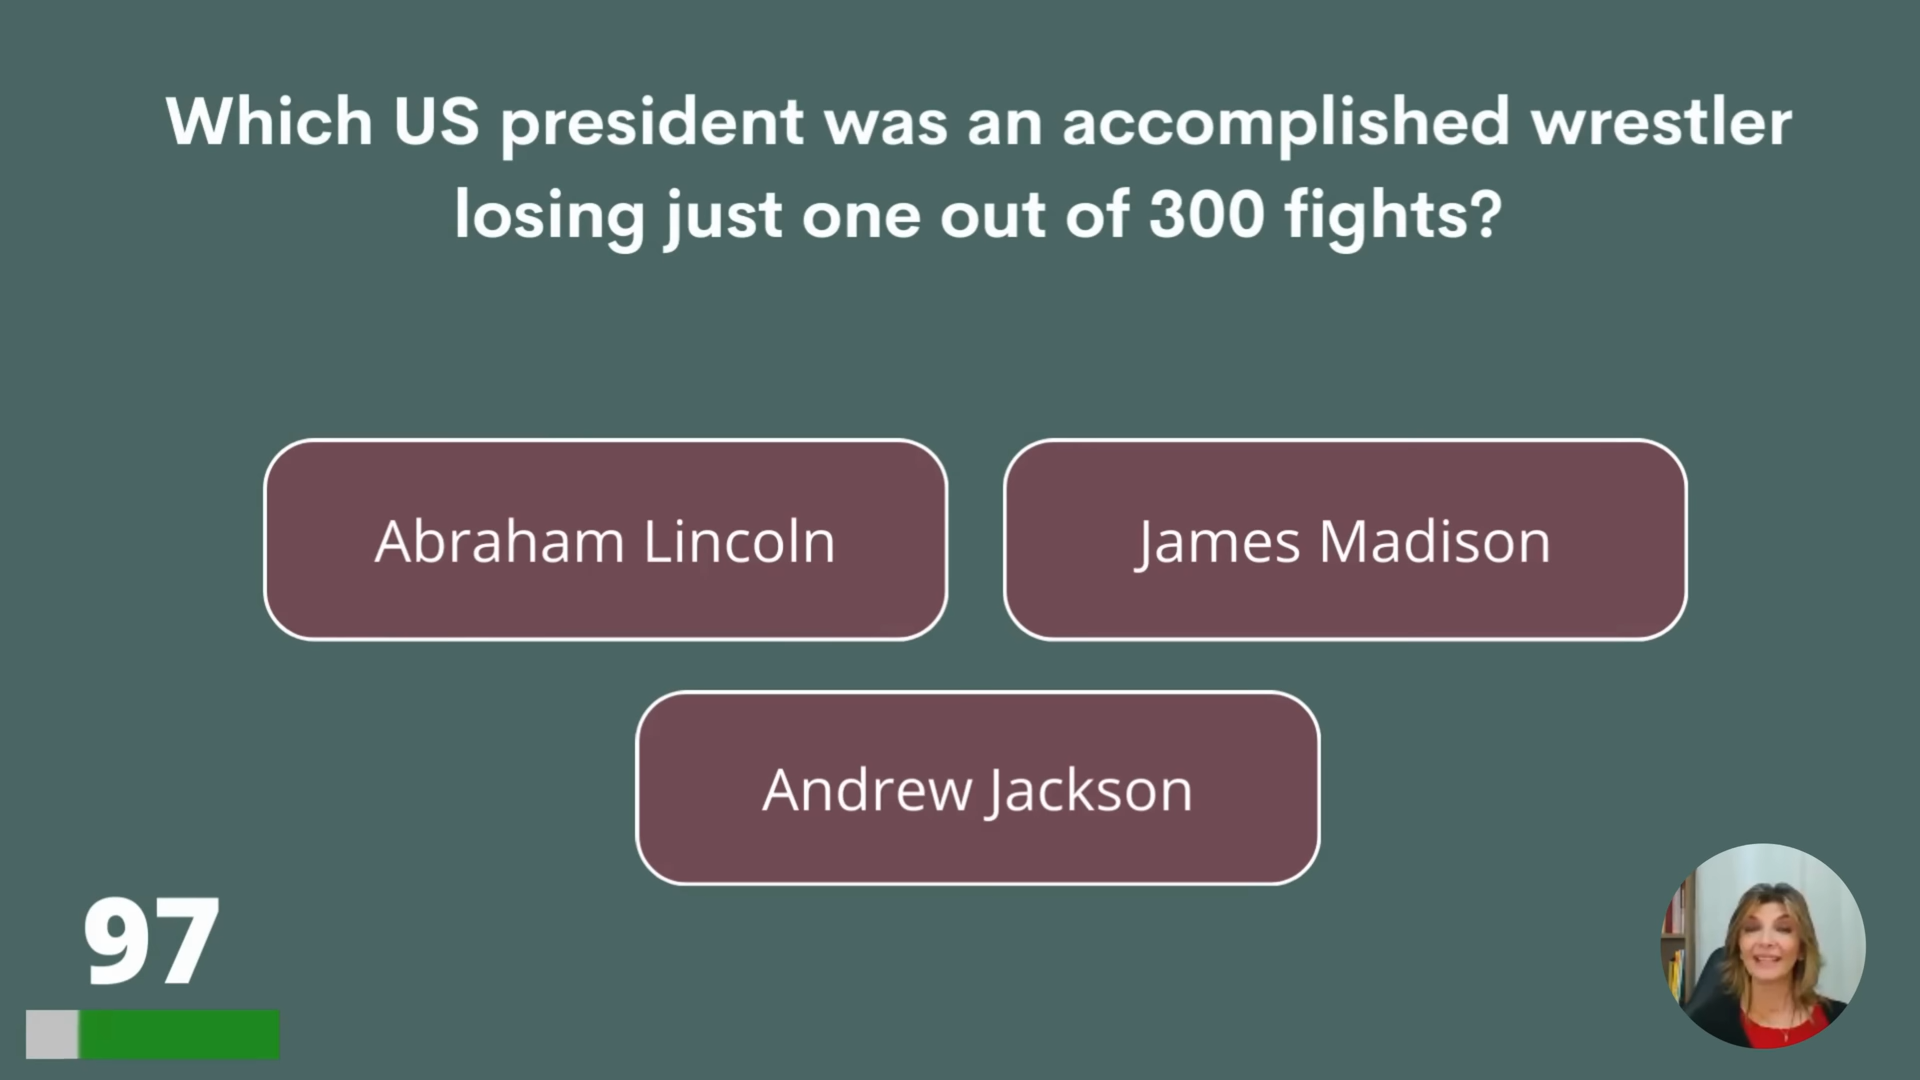 Which US president was an accomplished wrestler
losing just one out of 300 fights?
Abraham Lincoln
James Madison
Andrew Jackson
97